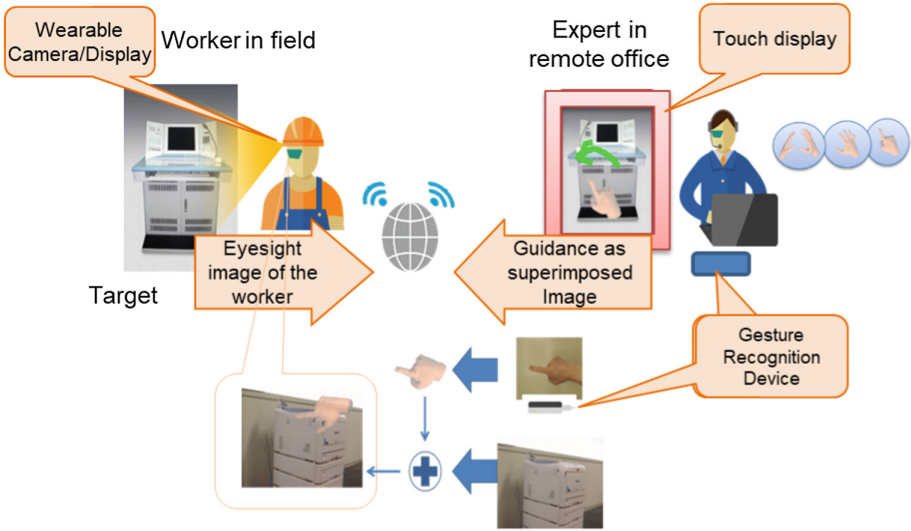 Wearable
Camera/Display
Worker in field
Expert in
remote office
Touch display
Eyesight
image of the
worker
Guidance as
superimposed
Image
Target
Gesture
Recognition
Device